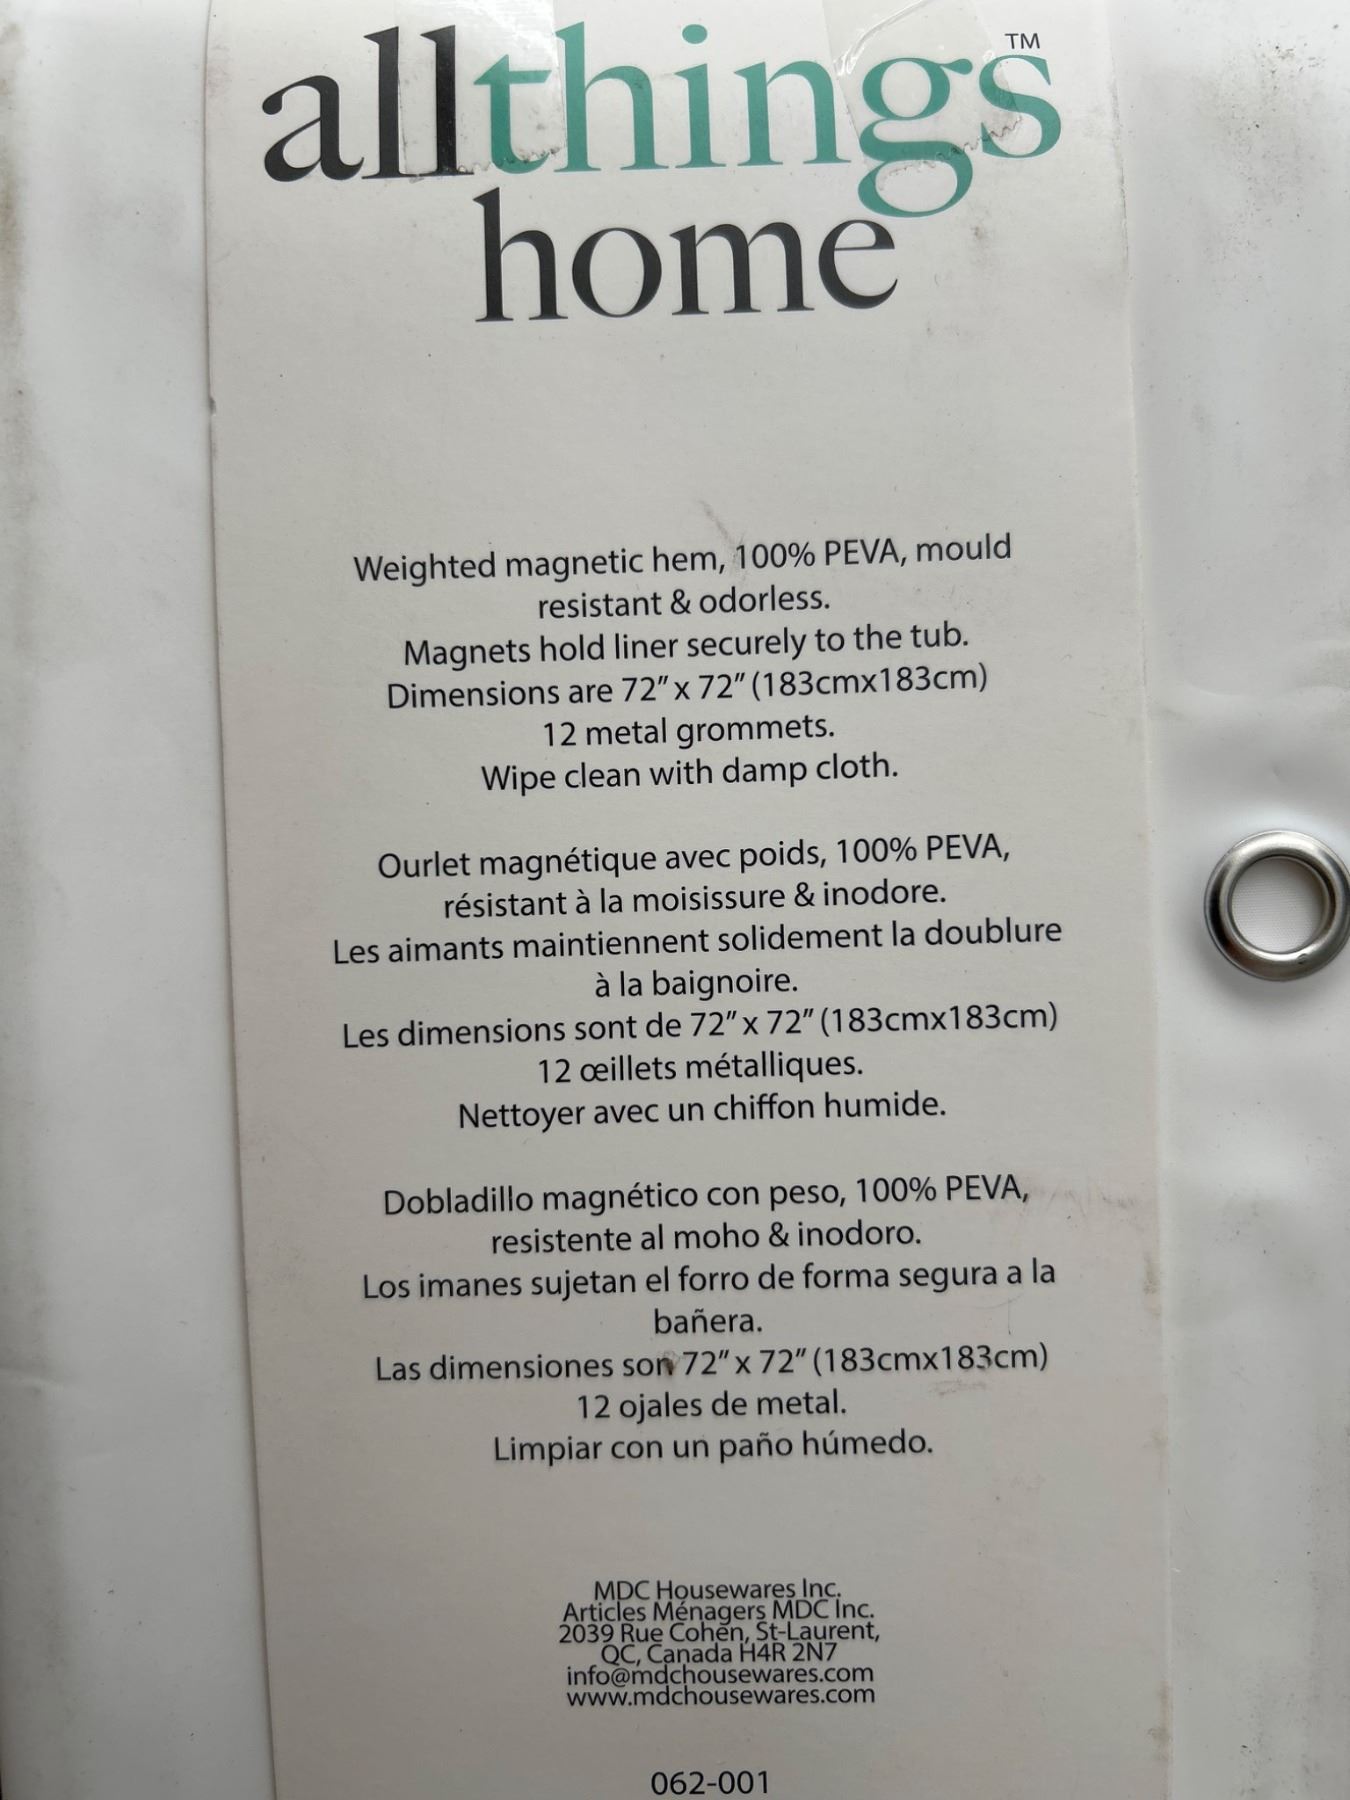 allthings™
home
Weighted magnetic hem, 100% PEVA, mould
resistant & odorless.
Magnets hold liner securely to the tub.
Dimensions are 72” x 72” (183cmx183cm)
12 metal grommets.
Wipe clean with damp cloth.
Ourlet magnétique avec poids, 100% PEVA,
résistant à la moisissure & inodore.
Les aimants maintiennent solidement la doublure
à la baignoire.
Les dimensions sont de 72” x 72” (183cmx183cm)
12 œillets métalliques.
Nettoyer avec un chiffon humide.
Dobladillo magnético con peso, 100% PEVA,
resistente al moho & inodoro.
Los imanes sujetan el forro de forma segura a la
bañera.
Las dimensiones son 72” x 72” (183cmx183cm)
12 ojales de metal.
Limpiar con un paño húmedo.
MDC Housewares Inc.
Articles Ménagers MDC Inc.
2039 Rue Cohen, St-Laurent,
QC, Canada H4R 2N7
info@mdchousewares.com
www.mdchousewares.com
062-001